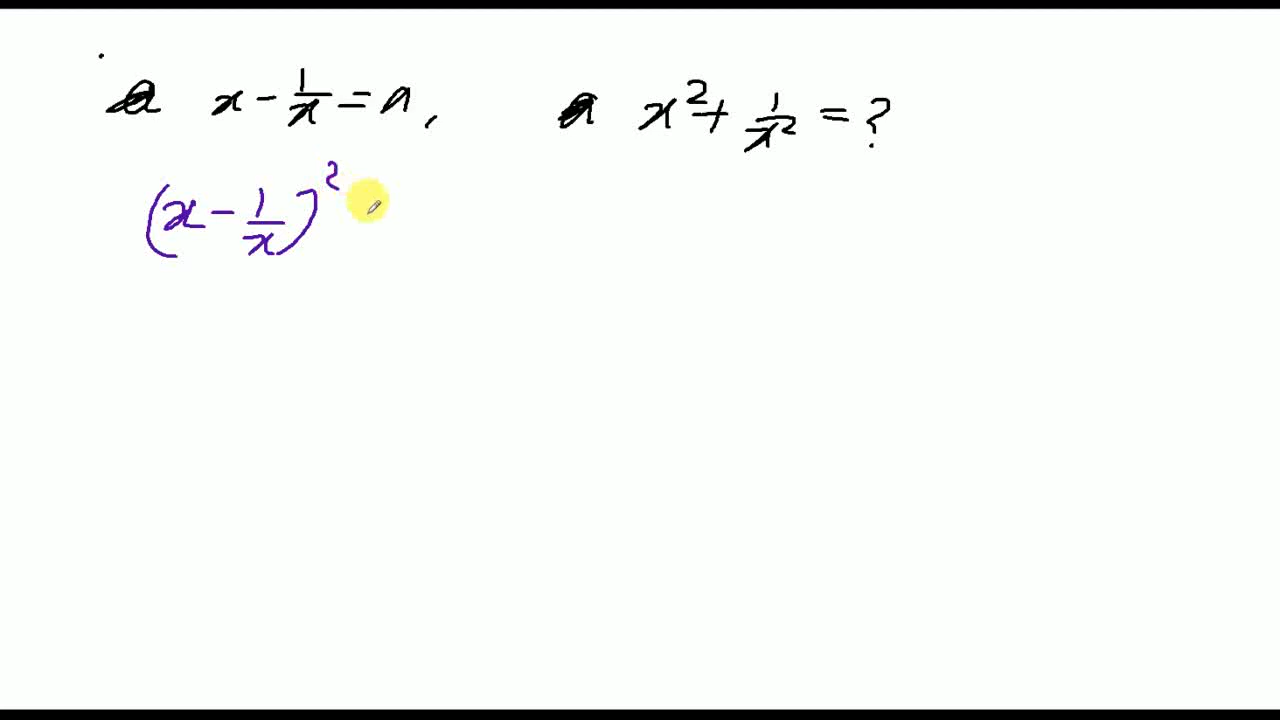 x - 1/x = a, x² + 1/x² = ?
(x - 1/x)²